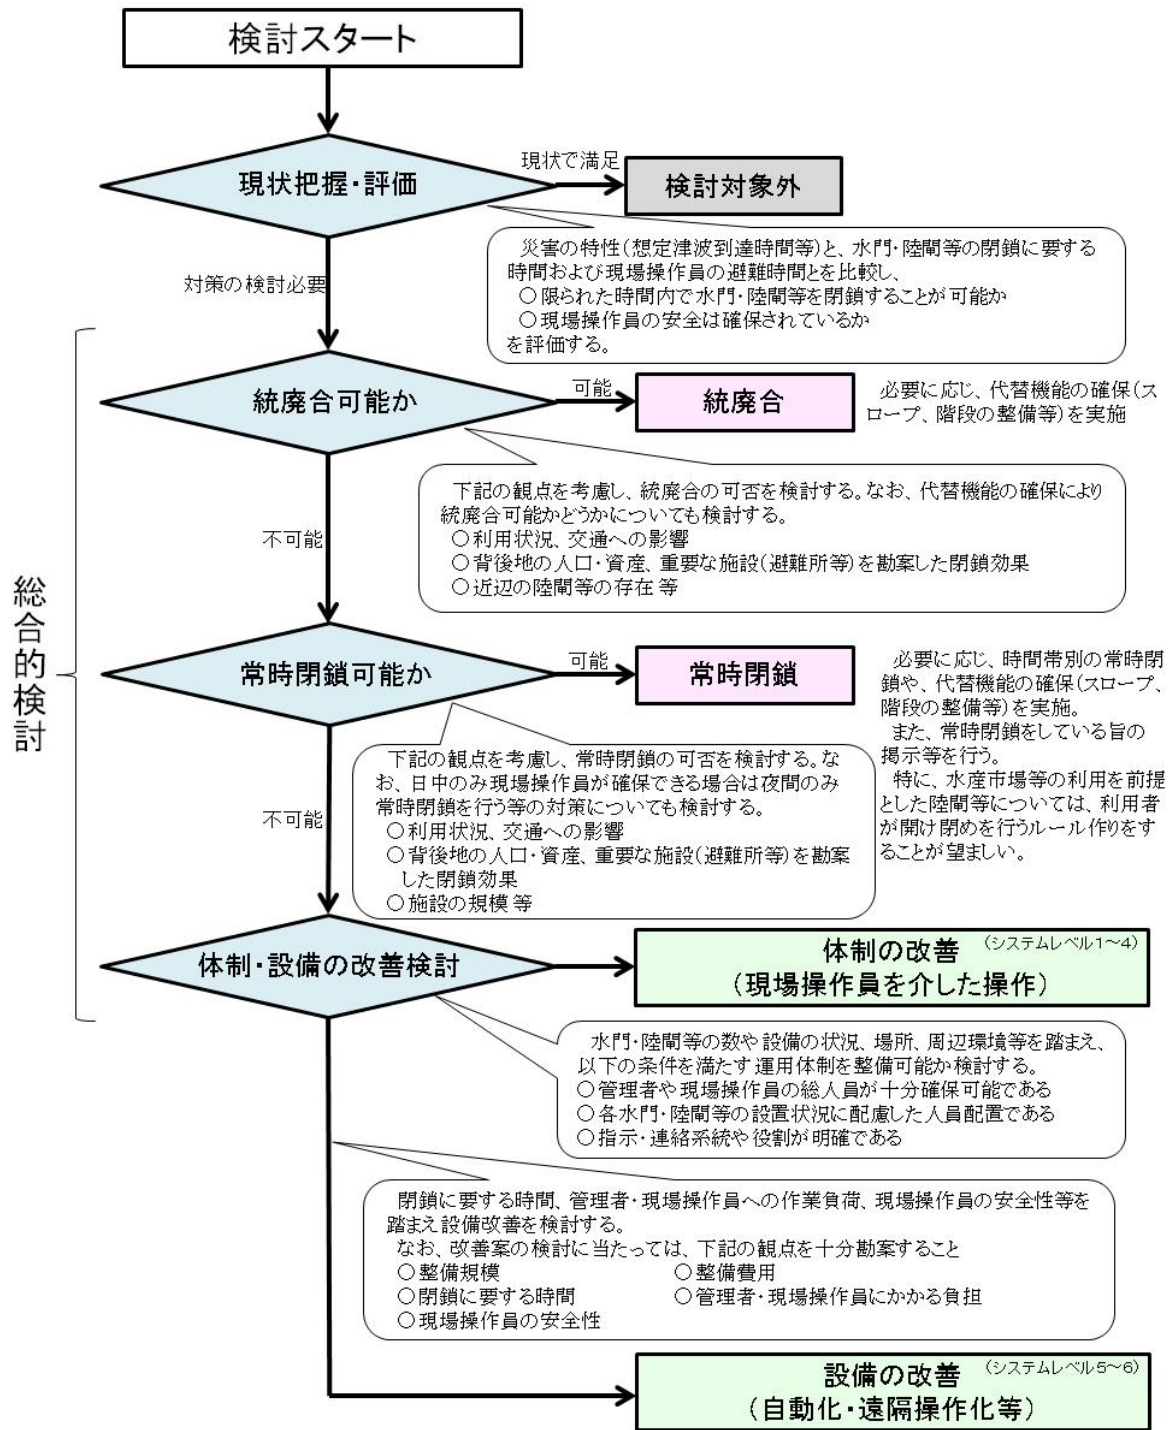 検討スタート
現状把握・評価
現状で満足
検討対象外
災害の特性(想定津波到達時間等)と、水門・陸閘等の閉鎖に要する
時間および現場操作員の避難時間とを比較し、
○限られた時間内で水門・陸閘等を閉鎖することが可能か
○現場操作員の安全は確保されているか
を評価する。
対策の検討必要
総合的検討
統廃合可能か
可能
統廃合
必要に応じ、代替機能の確保(ス
ロープ、階段の整備等)を実施
下記の観点を考慮し、統廃合の可否を検討する。なお、代替機能の確保により
統廃合可能かどうかについても検討する。
○利用状況、交通への影響
○背後地の人口・資産、重要な施設(避難所等)を勘案した閉鎖効果
○近辺の陸閘等の存在 等
不可能
常時閉鎖可能か
可能
常時閉鎖
必要に応じ、時間帯別の常時閉
鎖や、代替機能の確保(スロープ、
階段の整備等)を実施。
また、常時閉鎖をしている旨の
掲示等を行う。
特に、水産市場等の利用を前提
とした陸閘等については、利用者
が開け閉めを行うルール作りをす
ることが望ましい。
下記の観点を考慮し、常時閉鎖の可否を検討する。な
お、日中のみ現場操作員が確保できる場合は夜間のみ
常時閉鎖を行う等の対策についても検討する。
○利用状況、交通への影響
○背後地の人口・資産、重要な施設(避難所等)を勘案
した閉鎖効果
○施設の規模 等
不可能
体制・設備の改善検討
体制の改善 (システムレベル1~4)
(現場操作員を介した操作)
水門・陸閘等の数や設備の状況、場所、周辺環境等を踏まえ、
以下の条件を満たす運用体制を整備可能か検討する。
○管理者や現場操作員の総人員が十分確保可能である
○各水門・陸閘等の設置状況に配慮した人員配置である
○指示・連絡系統や役割が明確である
閉鎖に要する時間、管理者・現場操作員への作業負荷、現場操作員の安全性等を
踏まえ設備改善を検討する。
なお、改善案の検討に当たっては、下記の観点を十分勘案すること
○整備規模 ○整備費用
○閉鎖に要する時間 ○管理者・現場操作員にかかる負担
○現場操作員の安全性
設備の改善 (システムレベル5~6)
(自動化・遠隔操作化等)